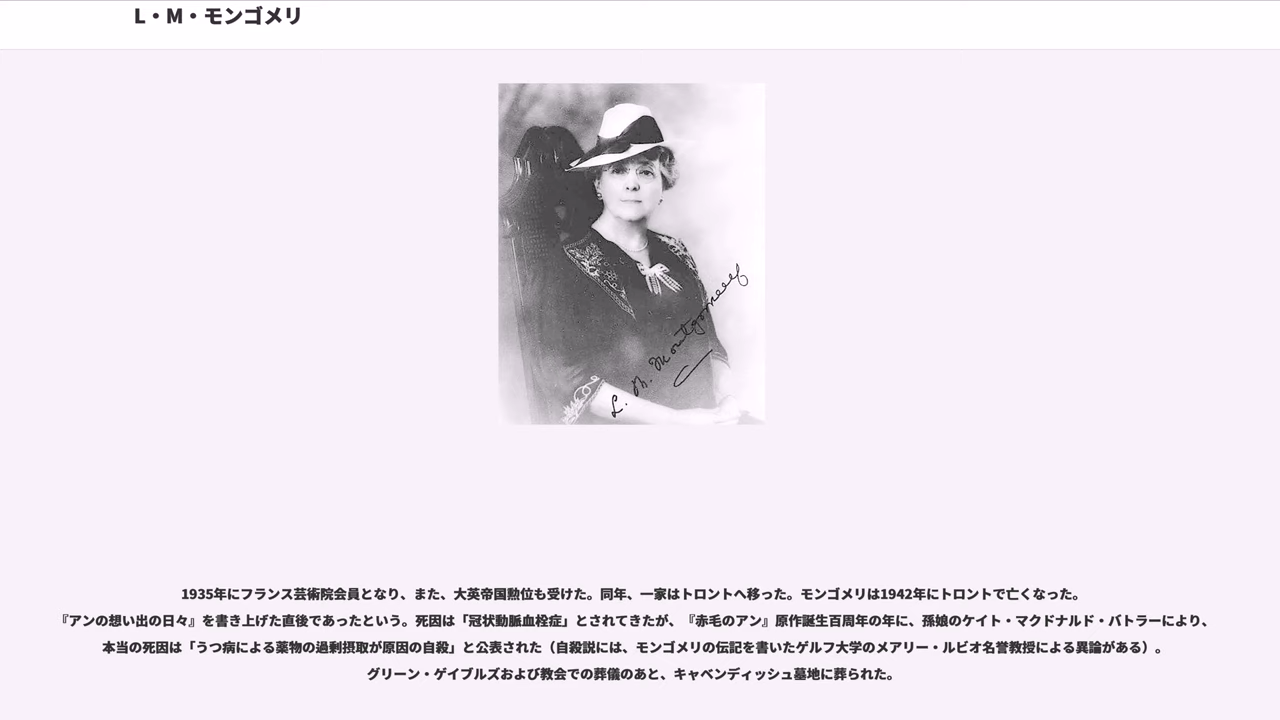 L・M・モンゴメリ
L. M. Montgomery
1935年にフランス芸術院会員となり、また、大英帝国勲位も受けた。同年、一家はトロントへ移った。モンゴメリは1942年にトロントで亡くなった。
『アンの想い出の日々』を書き上げた直後であったという。死因は「冠状動脈血栓症」とされてきたが、『赤毛のアン』原作誕生百周年の年に、孫娘のケイト・マクドナルド・バトラーにより、
本当の死因は「うつ病による薬物の過剰摂取が原因の自殺」と公表された（自殺説には、モンゴメリの伝記を書いたゲルフ大学のメアリー・ルビオ名誉教授による異論がある）。
グリーン・ゲイブルズおよび教会での葬儀のあと、キャベンディッシュ墓地に葬られた。